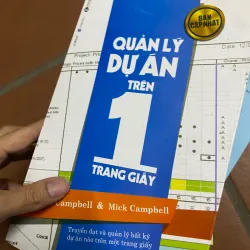 BẢN
CẬP NHẬT
QUẢN LÝ
DỰ ÁN
TRÊN
1
TRANG GIẤY
Campbell & Mick Campbell
Truyền đạt và quản lý bất kỳ
dự án nào trên một trang giấy